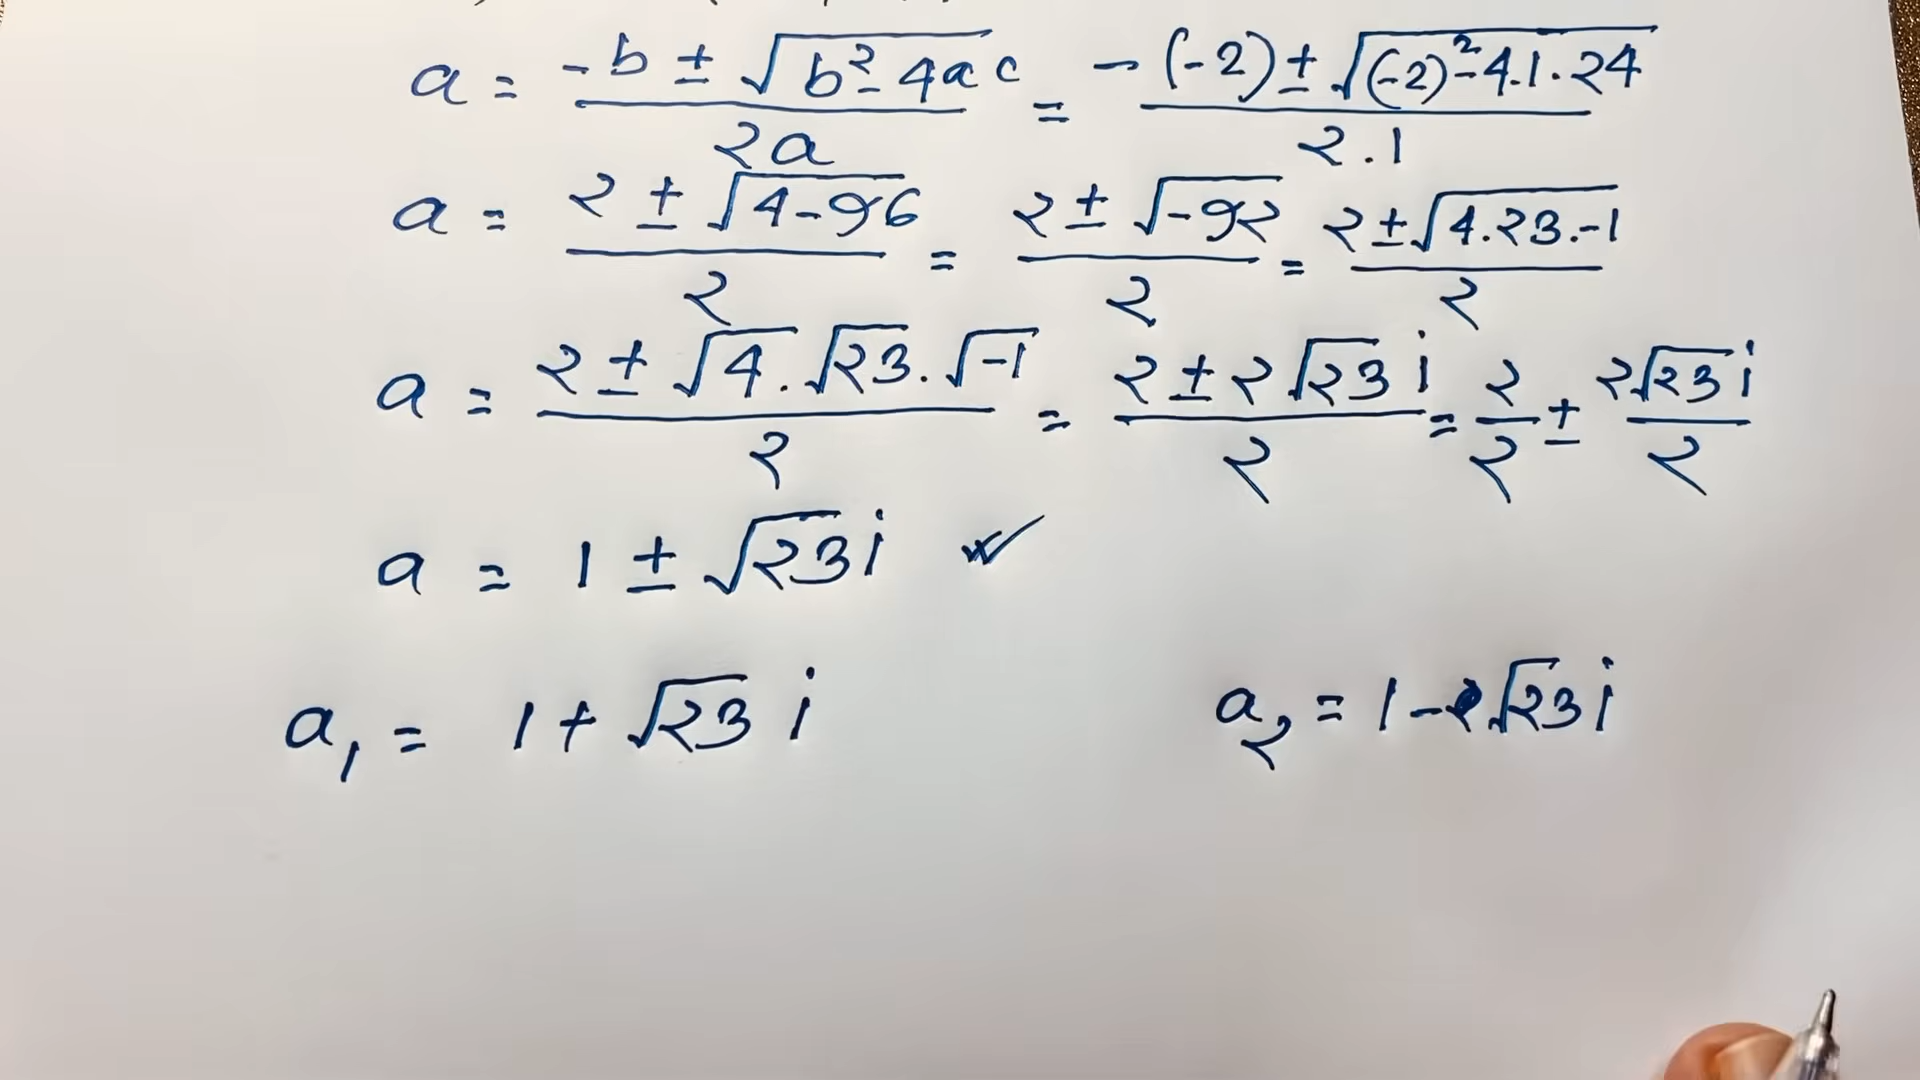 a = (-b ± √(b² - 4ac))/(2a) = (-(-2) ± √((-2)² - 4.1.24))/(2.1)
a = (2 ± √(4-96))/2 = (2 ± √(-92))/2 = (2 ± √(4.23.-1))/2
a = (2 ± √4.√23.√-1)/2 = (2 ± 2√23 i)/2 = 2/2 ± (2√23 i)/2
a = 1 ± √23 i ✓
a₁ = 1 + √23 i a₂ = 1 - √23 i